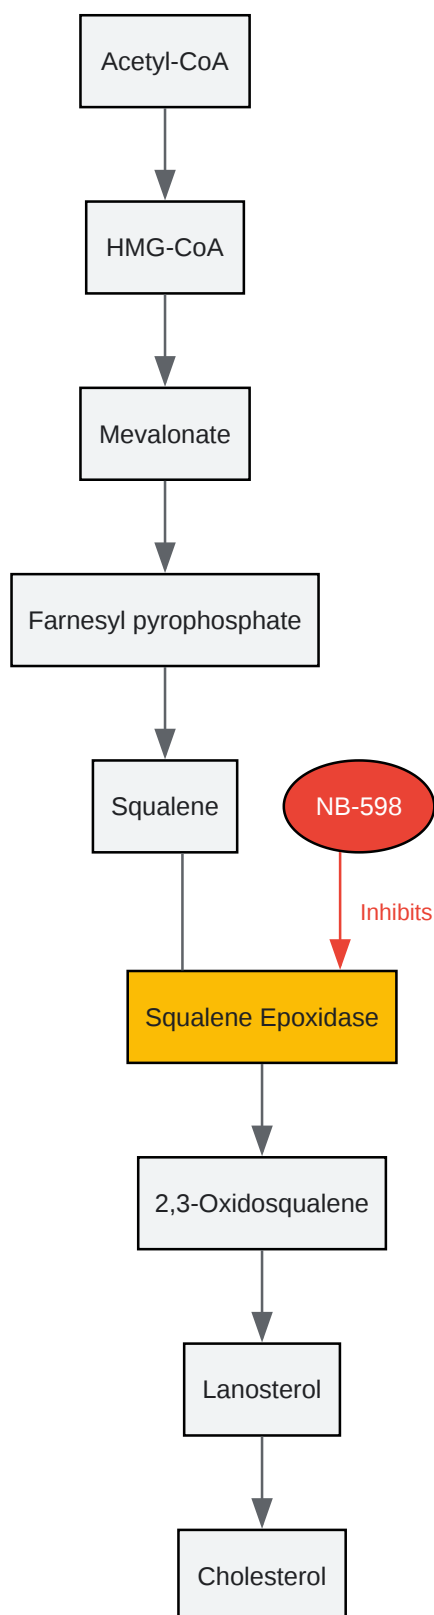 Acetyl-CoA
HMG-CoA
Mevalonate
Farnesyl pyrophosphate
Squalene
NB-598
Inhibits
Squalene Epoxidase
2,3-Oxidosqualene
Lanosterol
Cholesterol